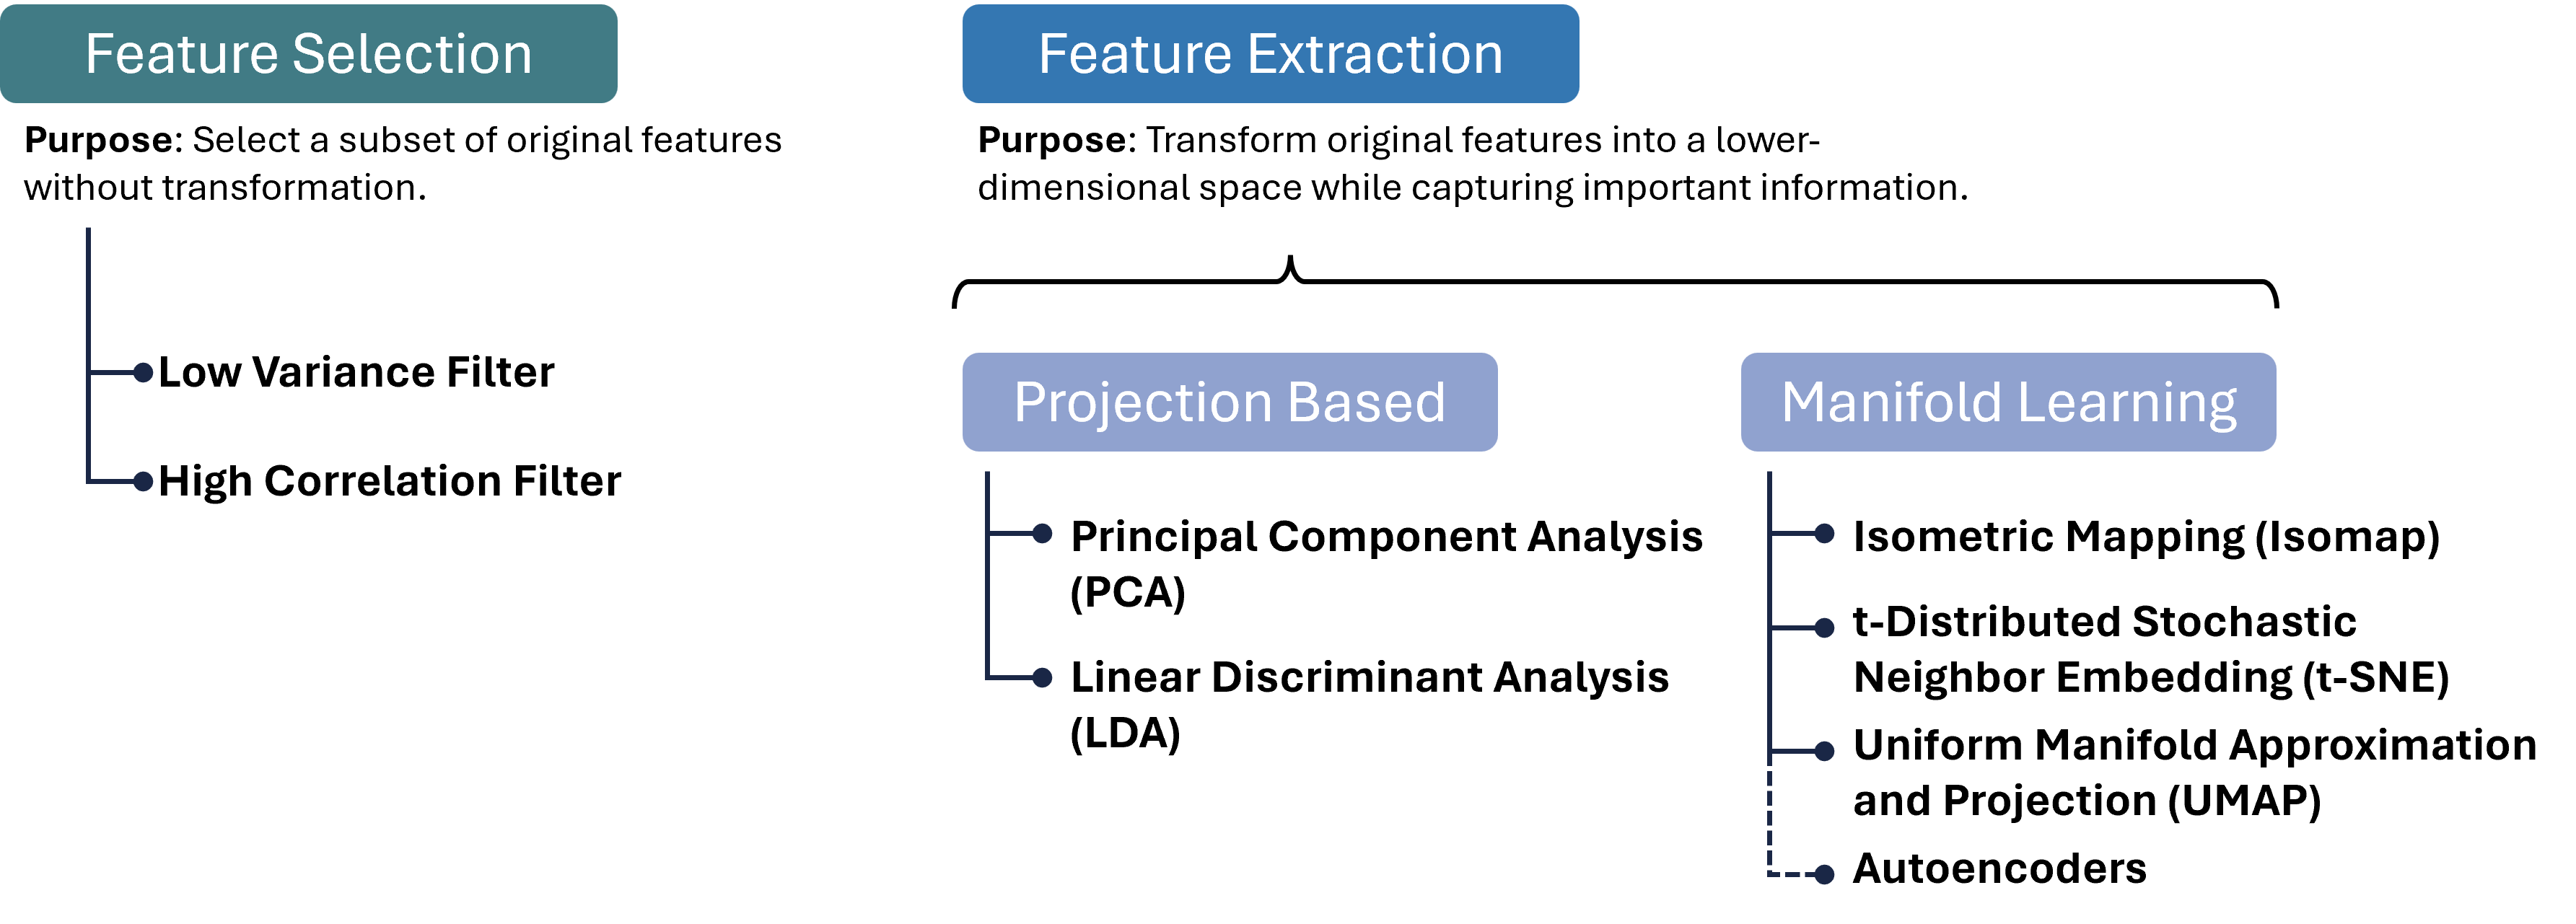 Feature Selection
Purpose: Select a subset of original features
without transformation.
Low Variance Filter
High Correlation Filter
Feature Extraction
Purpose: Transform original features into a lower-
dimensional space while capturing important information.
Projection Based
Principal Component Analysis
(PCA)
Linear Discriminant Analysis
(LDA)
Manifold Learning
Isometric Mapping (Isomap)
t-Distributed Stochastic
Neighbor Embedding (t-SNE)
Uniform Manifold Approximation
and Projection (UMAP)
Autoencoders